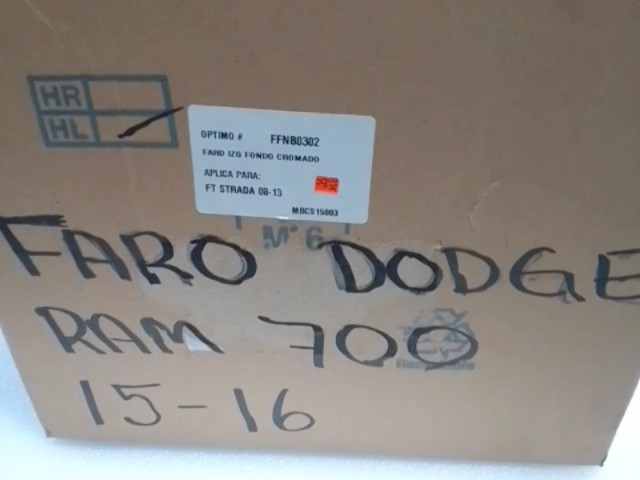 HR
HL
OPTIMO # FFNB0302
FARO IZQ FONDO CROMADO
APLICA PARA:
FT STRADA 08-13
MBCS15003
FARO DODGE
RAM 700
15-16